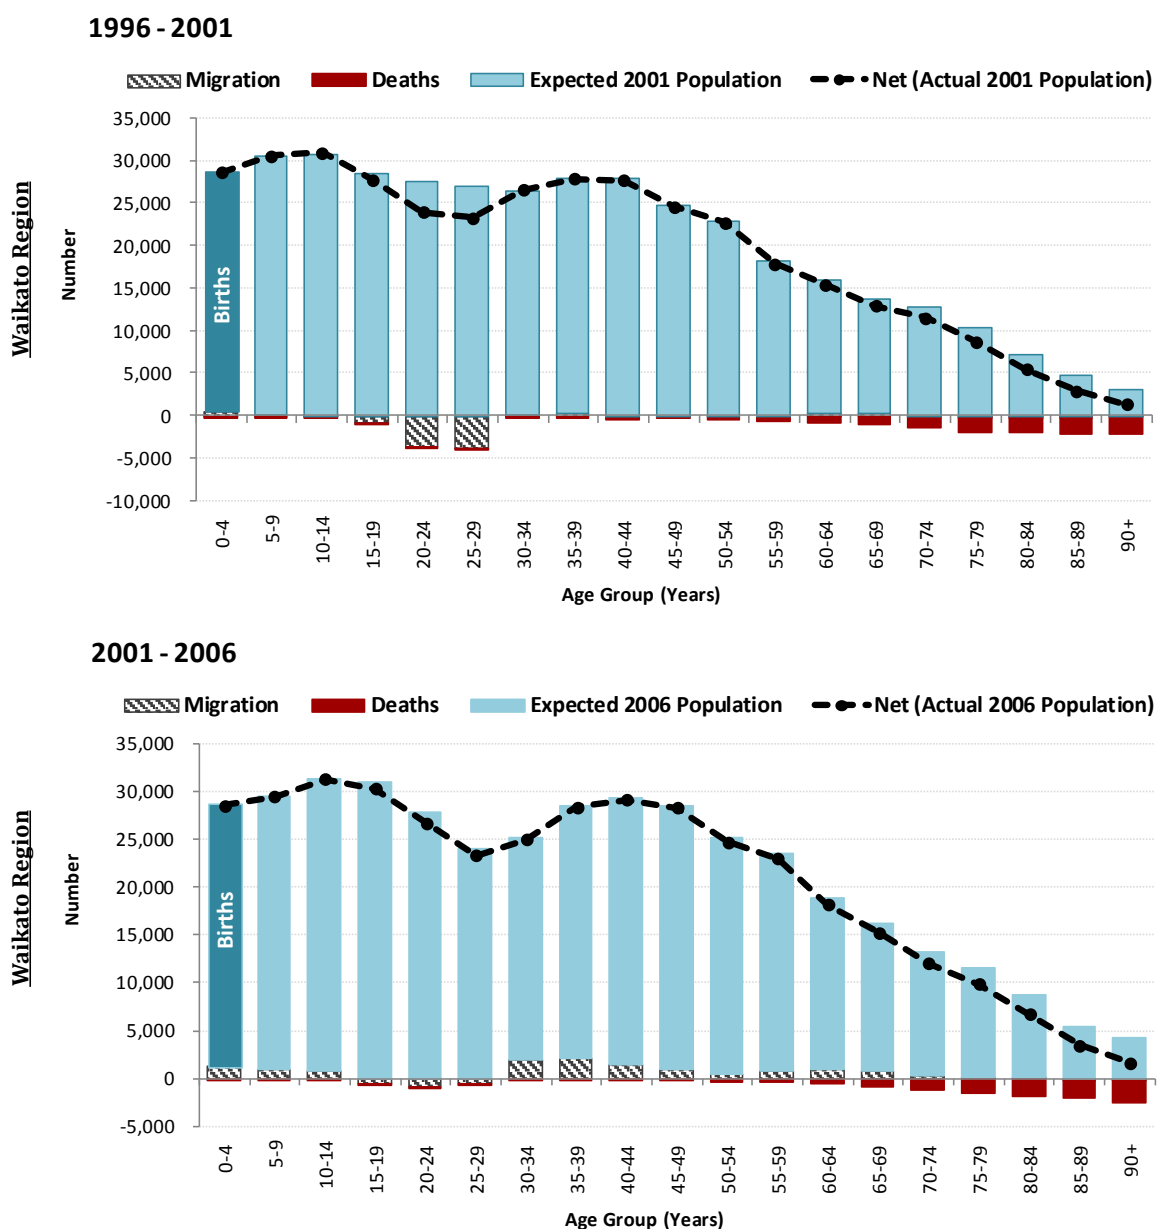 1996 - 2001
Migration Deaths Expected 2001 Population Net (Actual 2001 Population)
Waikato Region
Number
35,000
30,000
25,000
20,000
15,000
10,000
5,000
0
-5,000
-10,000
Births
0-4 5-9 10-14 15-19 20-24 25-29 30-34 35-39 40-44 45-49 50-54 55-59 60-64 65-69 70-74 75-79 80-84 85-89 90+
Age Group (Years)
2001 - 2006
Migration Deaths Expected 2006 Population Net (Actual 2006 Population)
Waikato Region
Number
35,000
30,000
25,000
20,000
15,000
10,000
5,000
0
-5,000
Births
0-4 5-9 10-14 15-19 20-24 25-29 30-34 35-39 40-44 45-49 50-54 55-59 60-64 65-69 70-74 75-79 80-84 85-89 90+
Age Group (Years)